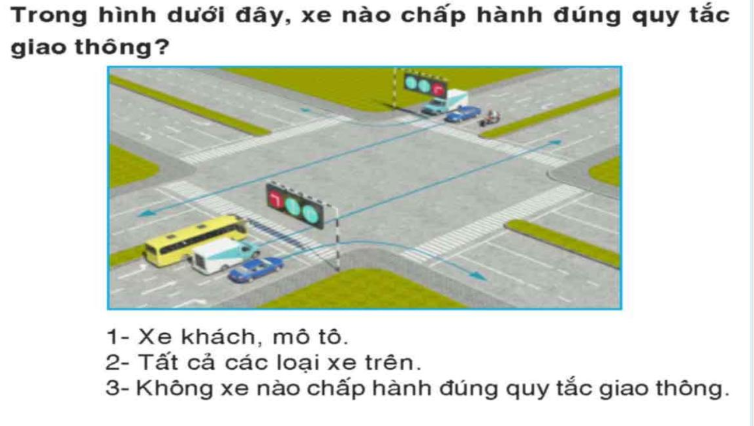 Trong hình dưới đây, xe nào chấp hành đúng quy tắc
giao thông?
1- Xe khách, mô tô.
2- Tất cả các loại xe trên.
3- Không xe nào chấp hành đúng quy tắc giao thông.